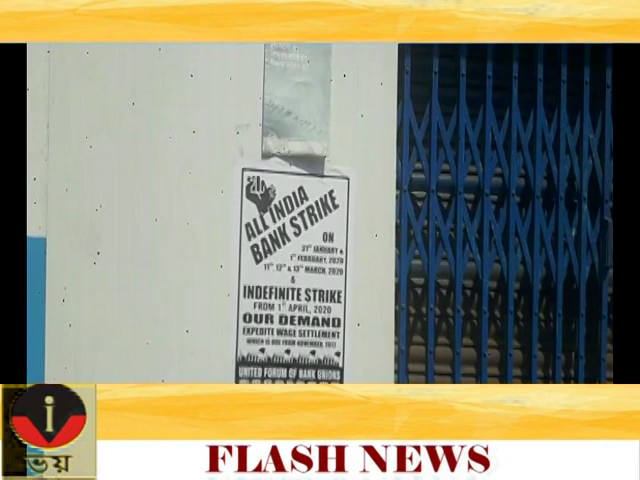 ALL INDIA
BANK STRIKE
ON
31ST JANUARY &
1ST FEBRUARY, 2020
11TH, 12TH & 13TH MARCH, 2020
&
INDEFINITE STRIKE
FROM 1ST APRIL, 2020
OUR DEMAND
EXPEDITE WAGE SETTLEMENT
WHICH IS DUE FROM NOVEMBER, 2017
UNITED FORUM OF BANK UNIONS
i
ভয়
FLASH NEWS